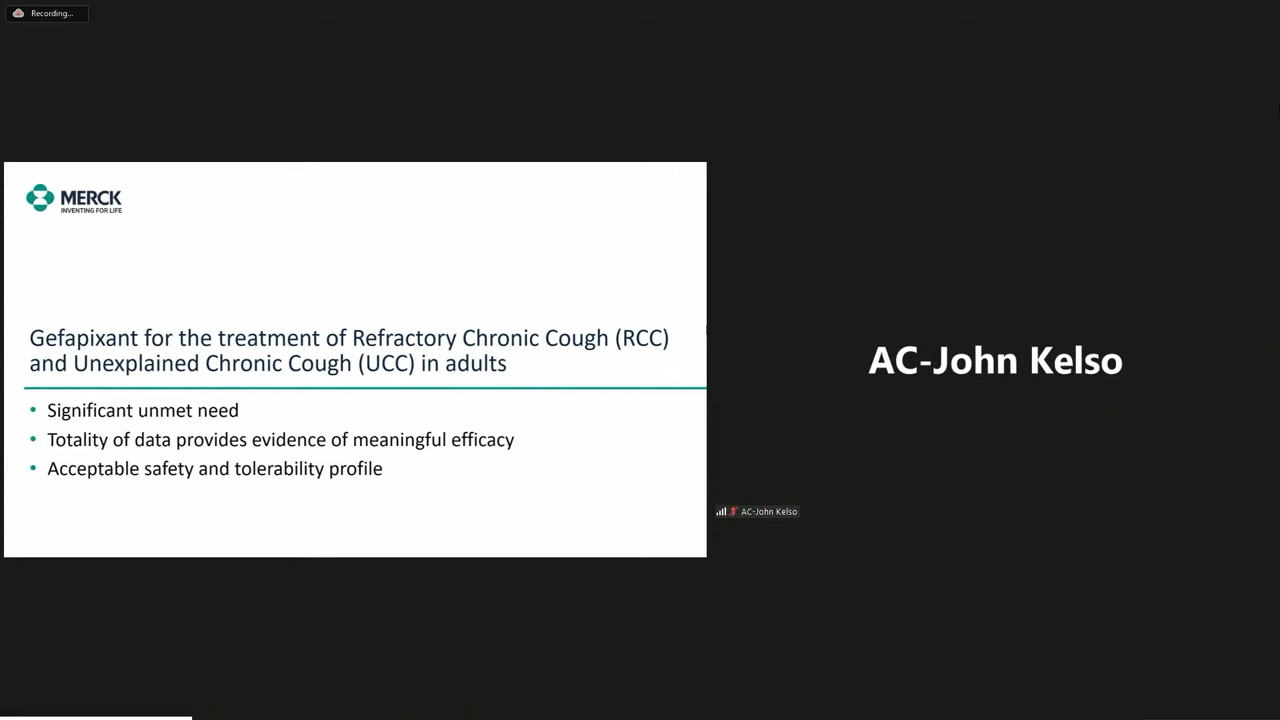 Recording...
MERCK
INVENTING FOR LIFE
Gefapixant for the treatment of Refractory Chronic Cough (RCC)
and Unexplained Chronic Cough (UCC) in adults
• Significant unmet need
• Totality of data provides evidence of meaningful efficacy
• Acceptable safety and tolerability profile
AC-John Kelso
AC-John Kelso